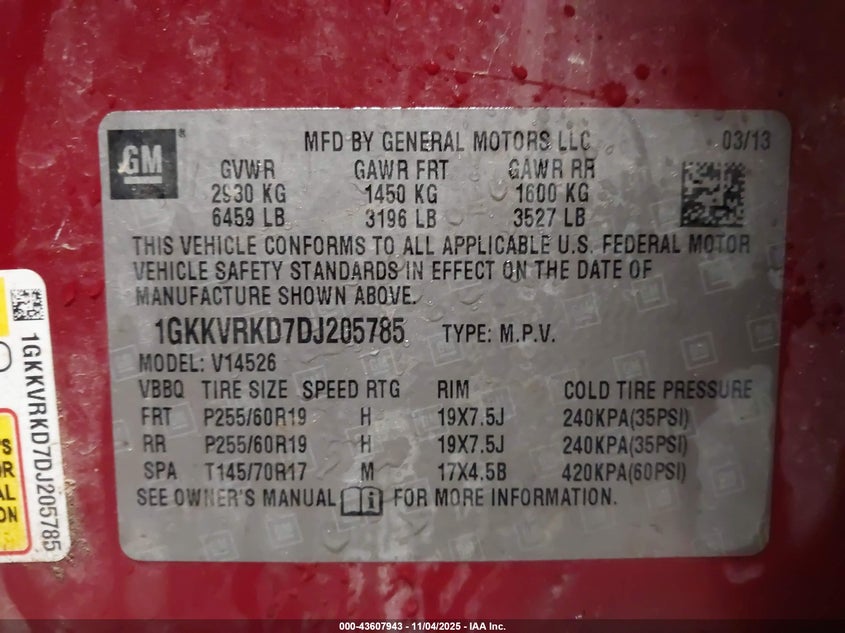 GM ®
MFD BY GENERAL MOTORS LLC 03/13
GVWR GAWR FRT GAWR RR
2930 KG 1450 KG 1600 KG
6459 LB 3196 LB 3527 LB
THIS VEHICLE CONFORMS TO ALL APPLICABLE U.S. FEDERAL MOTOR
VEHICLE SAFETY STANDARDS IN EFFECT ON THE DATE OF
MANUFACTURE SHOWN ABOVE.
1GKKVRKD7DJ205785 TYPE: M.P.V.
MODEL: V14526
VBBQ TIRE SIZE SPEED RTG RIM COLD TIRE PRESSURE
FRT P255/60R19 H 19X7.5J 240KPA(35PSI)
RR P255/60R19 H 19X7.5J 240KPA(35PSI)
SPA T145/70R17 M 17X4.5B 420KPA(60PSI)
SEE OWNER'S MANUAL i FOR MORE INFORMATION.
1GKKVRKD7DJ205785
000-43607943 - 11/04/2025 - IAA Inc.